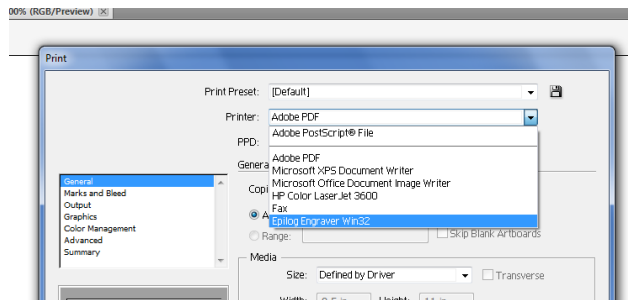 00% (RGB/Preview)
Print
Print Preset: [Default]
Printer: Adobe PDF
Adobe PostScript® File
PPD:
Adobe PDF
Microsoft XPS Document Writer
Microsoft Office Document Image Writer
HP Color LaserJet 3600
Fax
Epilog Engraver Win32
General
Marks and Bleed
Output
Graphics
Color Management
Advanced
Summary
Range:
Skip Blank Artboards
Media
Size: Defined by Driver
Transverse